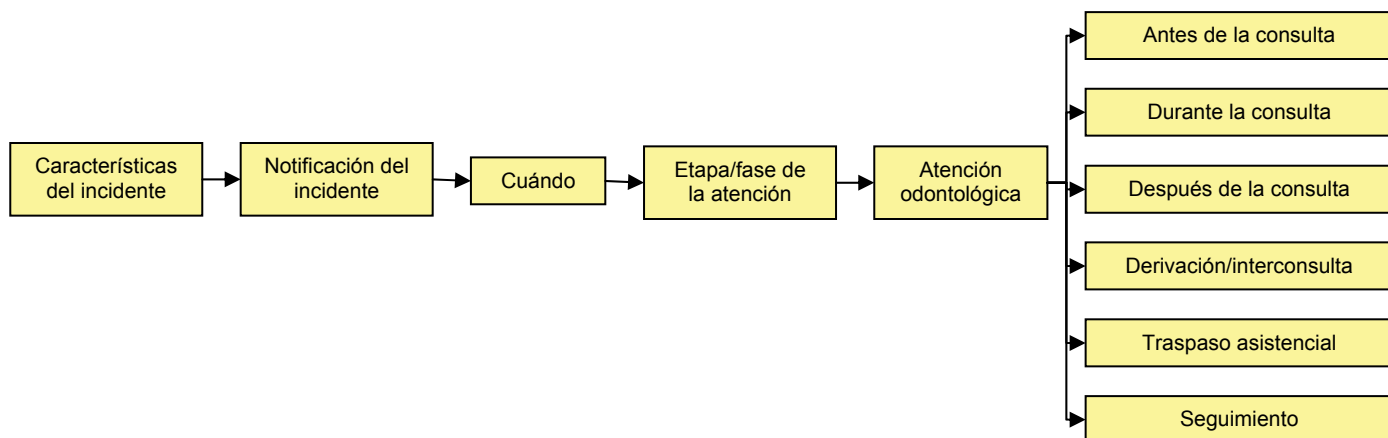 Características
del incidente
Notificación del
incidente
Cuándo
Etapa/fase de
la atención
Atención
odontológica
Antes de la consulta
Durante la consulta
Después de la consulta
Derivación/interconsulta
Traspaso asistencial
Seguimiento